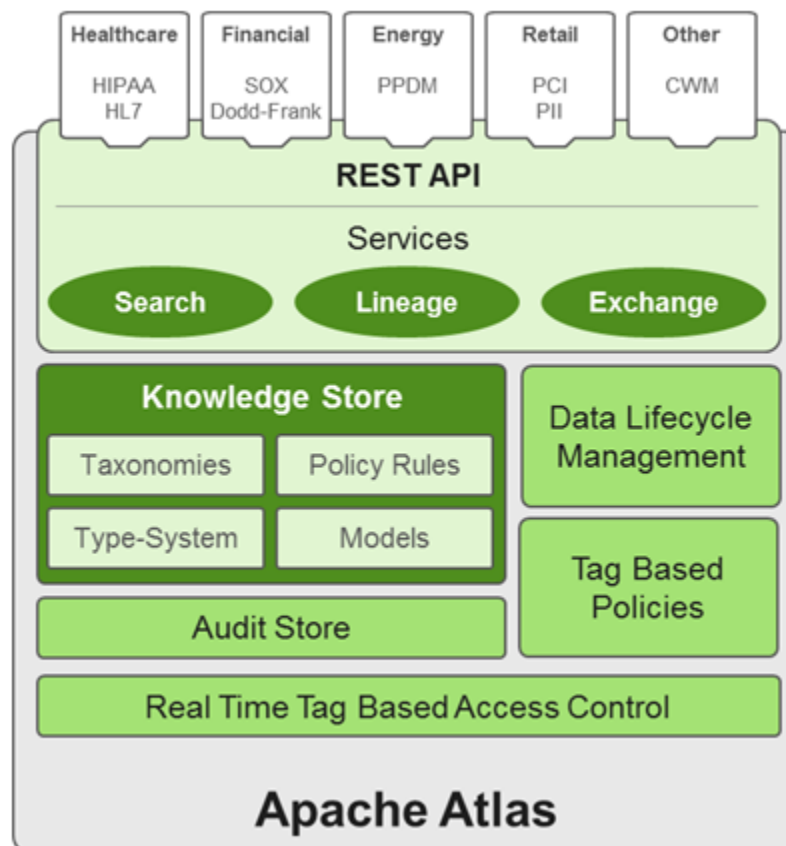 Healthcare
HIPAA
HL7
Financial
SOX
Dodd-Frank
Energy
PPDM
Retail
PCI
PII
Other
CWM
REST API
Services
Search
Lineage
Exchange
Knowledge Store
Taxonomies
Policy Rules
Type-System
Models
Data Lifecycle
Management
Tag Based
Policies
Audit Store
Real Time Tag Based Access Control
Apache Atlas